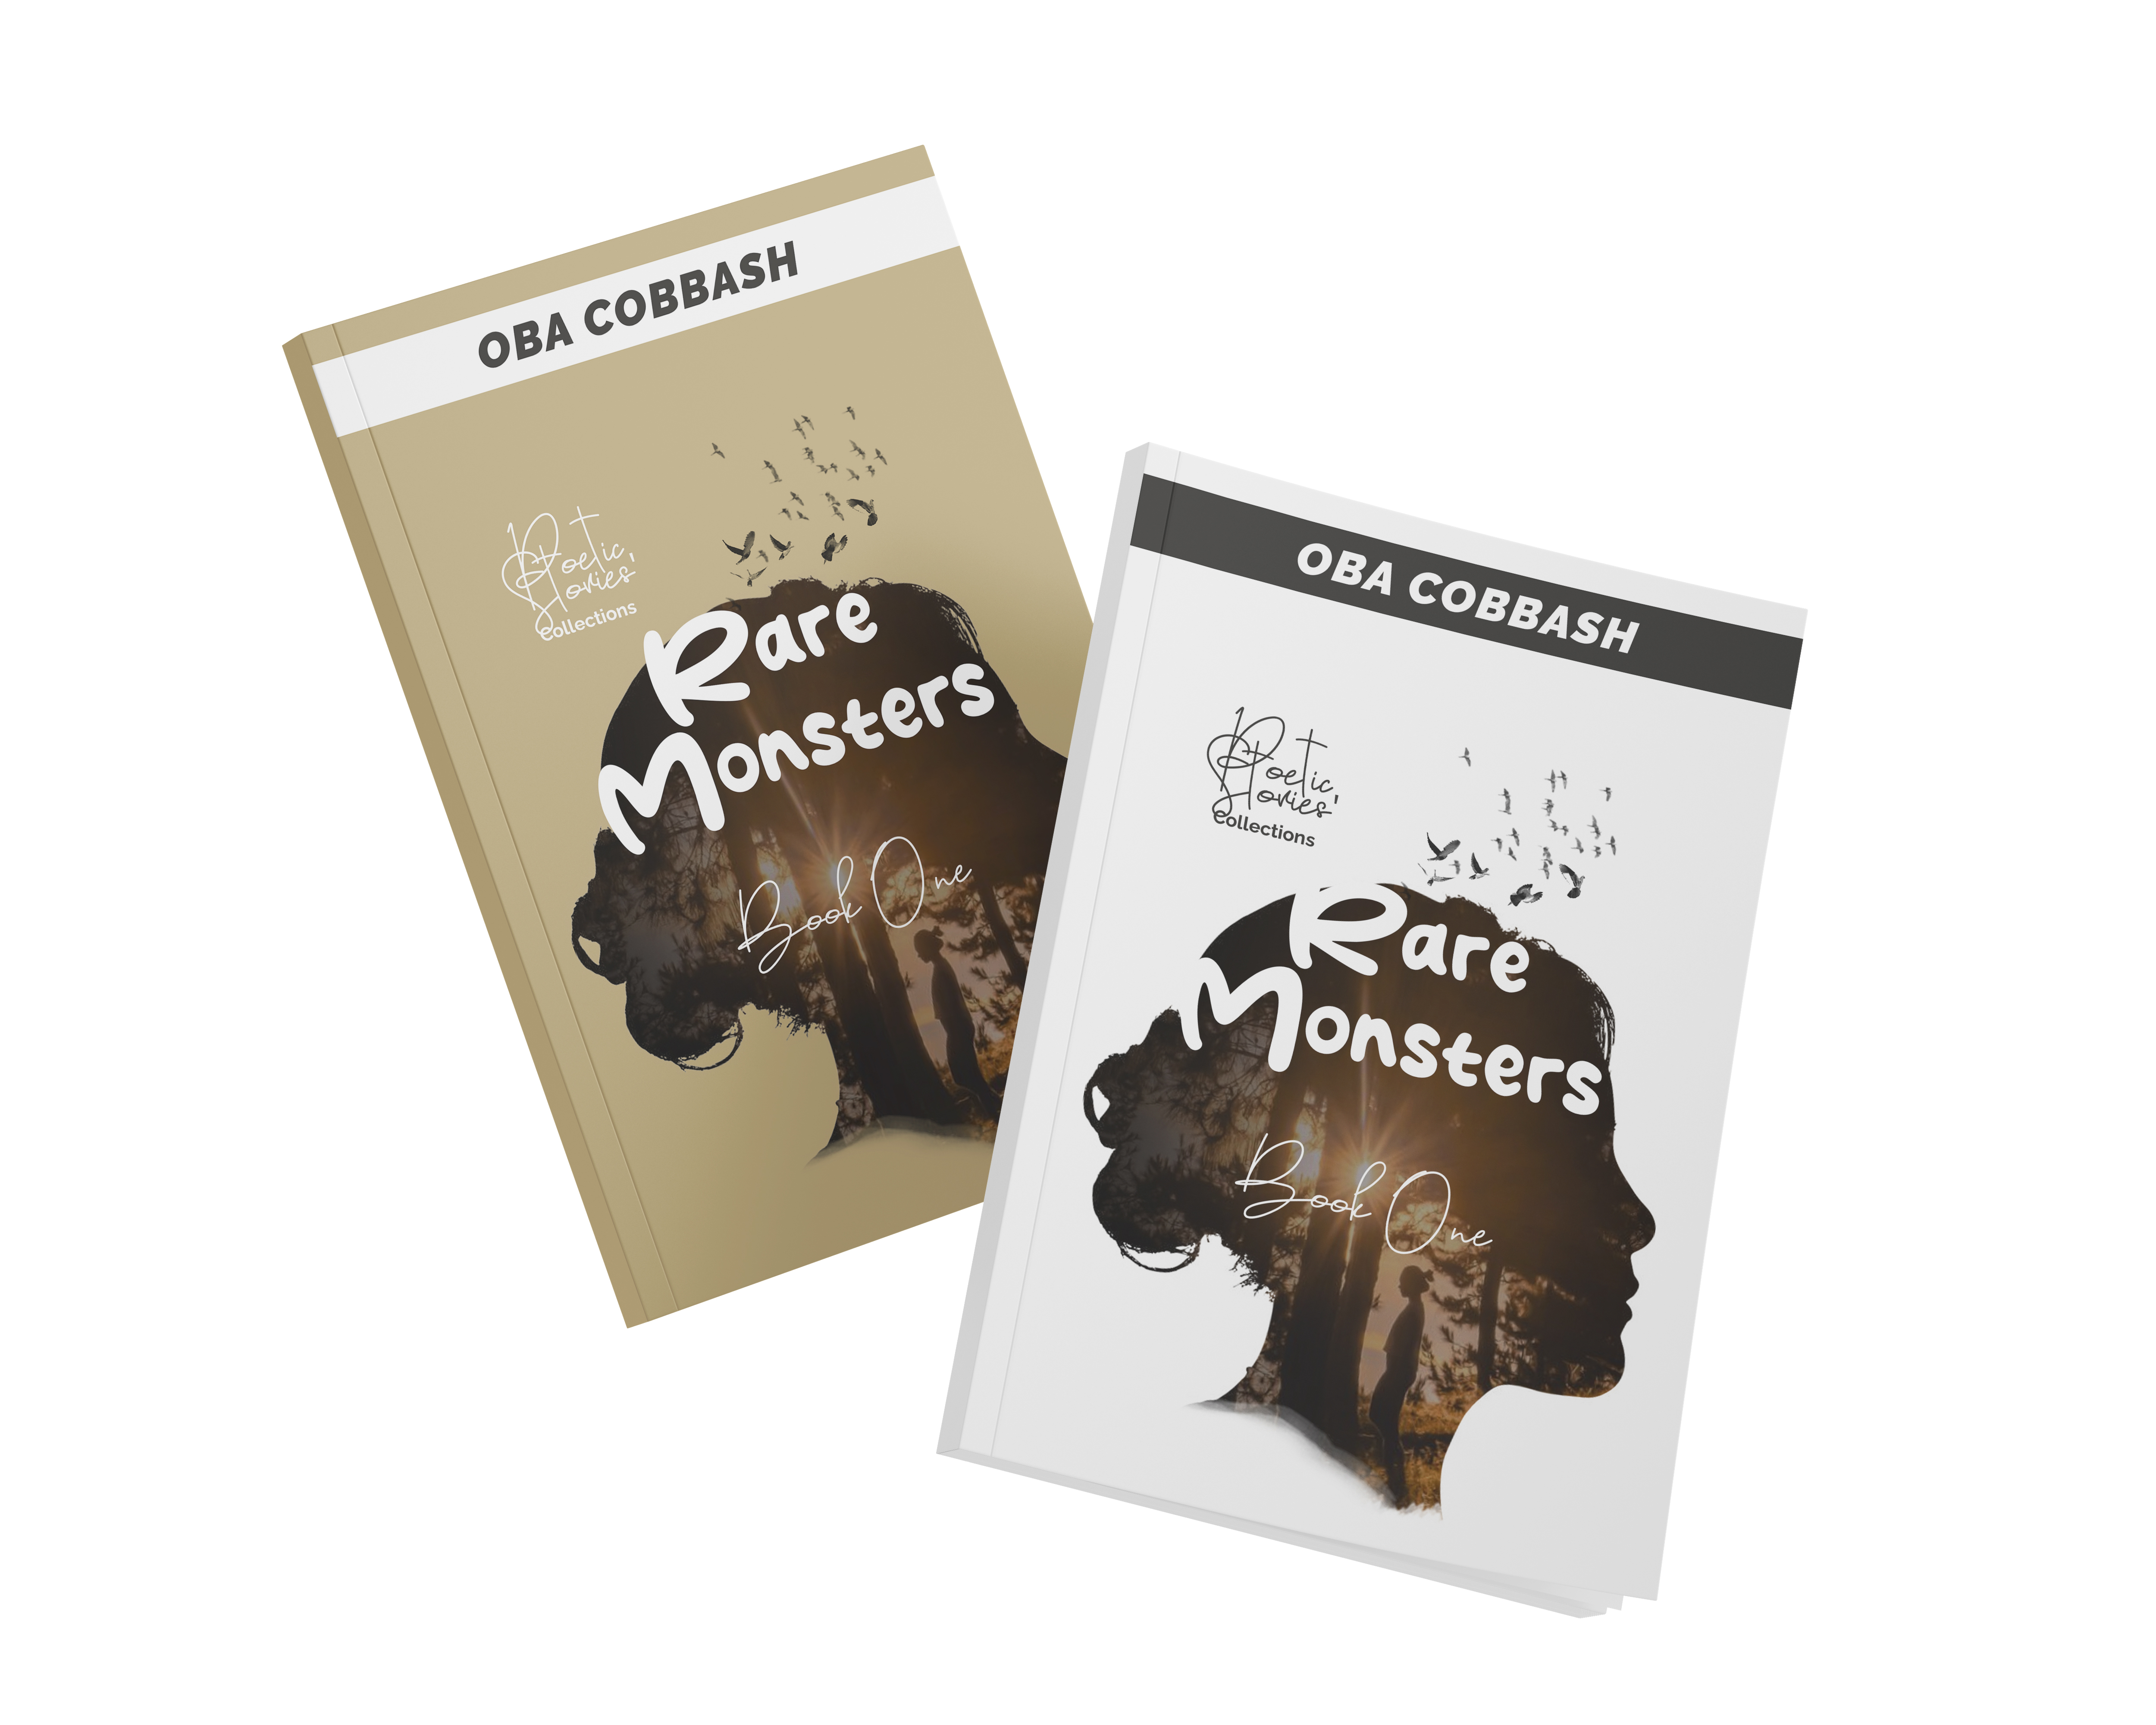 OBA COBBASH
Poetic
Stories'
Collections
Rare
Monsters
Book One
OBA COBBASH
Poetic
Stories'
Collections
Rare
Monsters
Book One